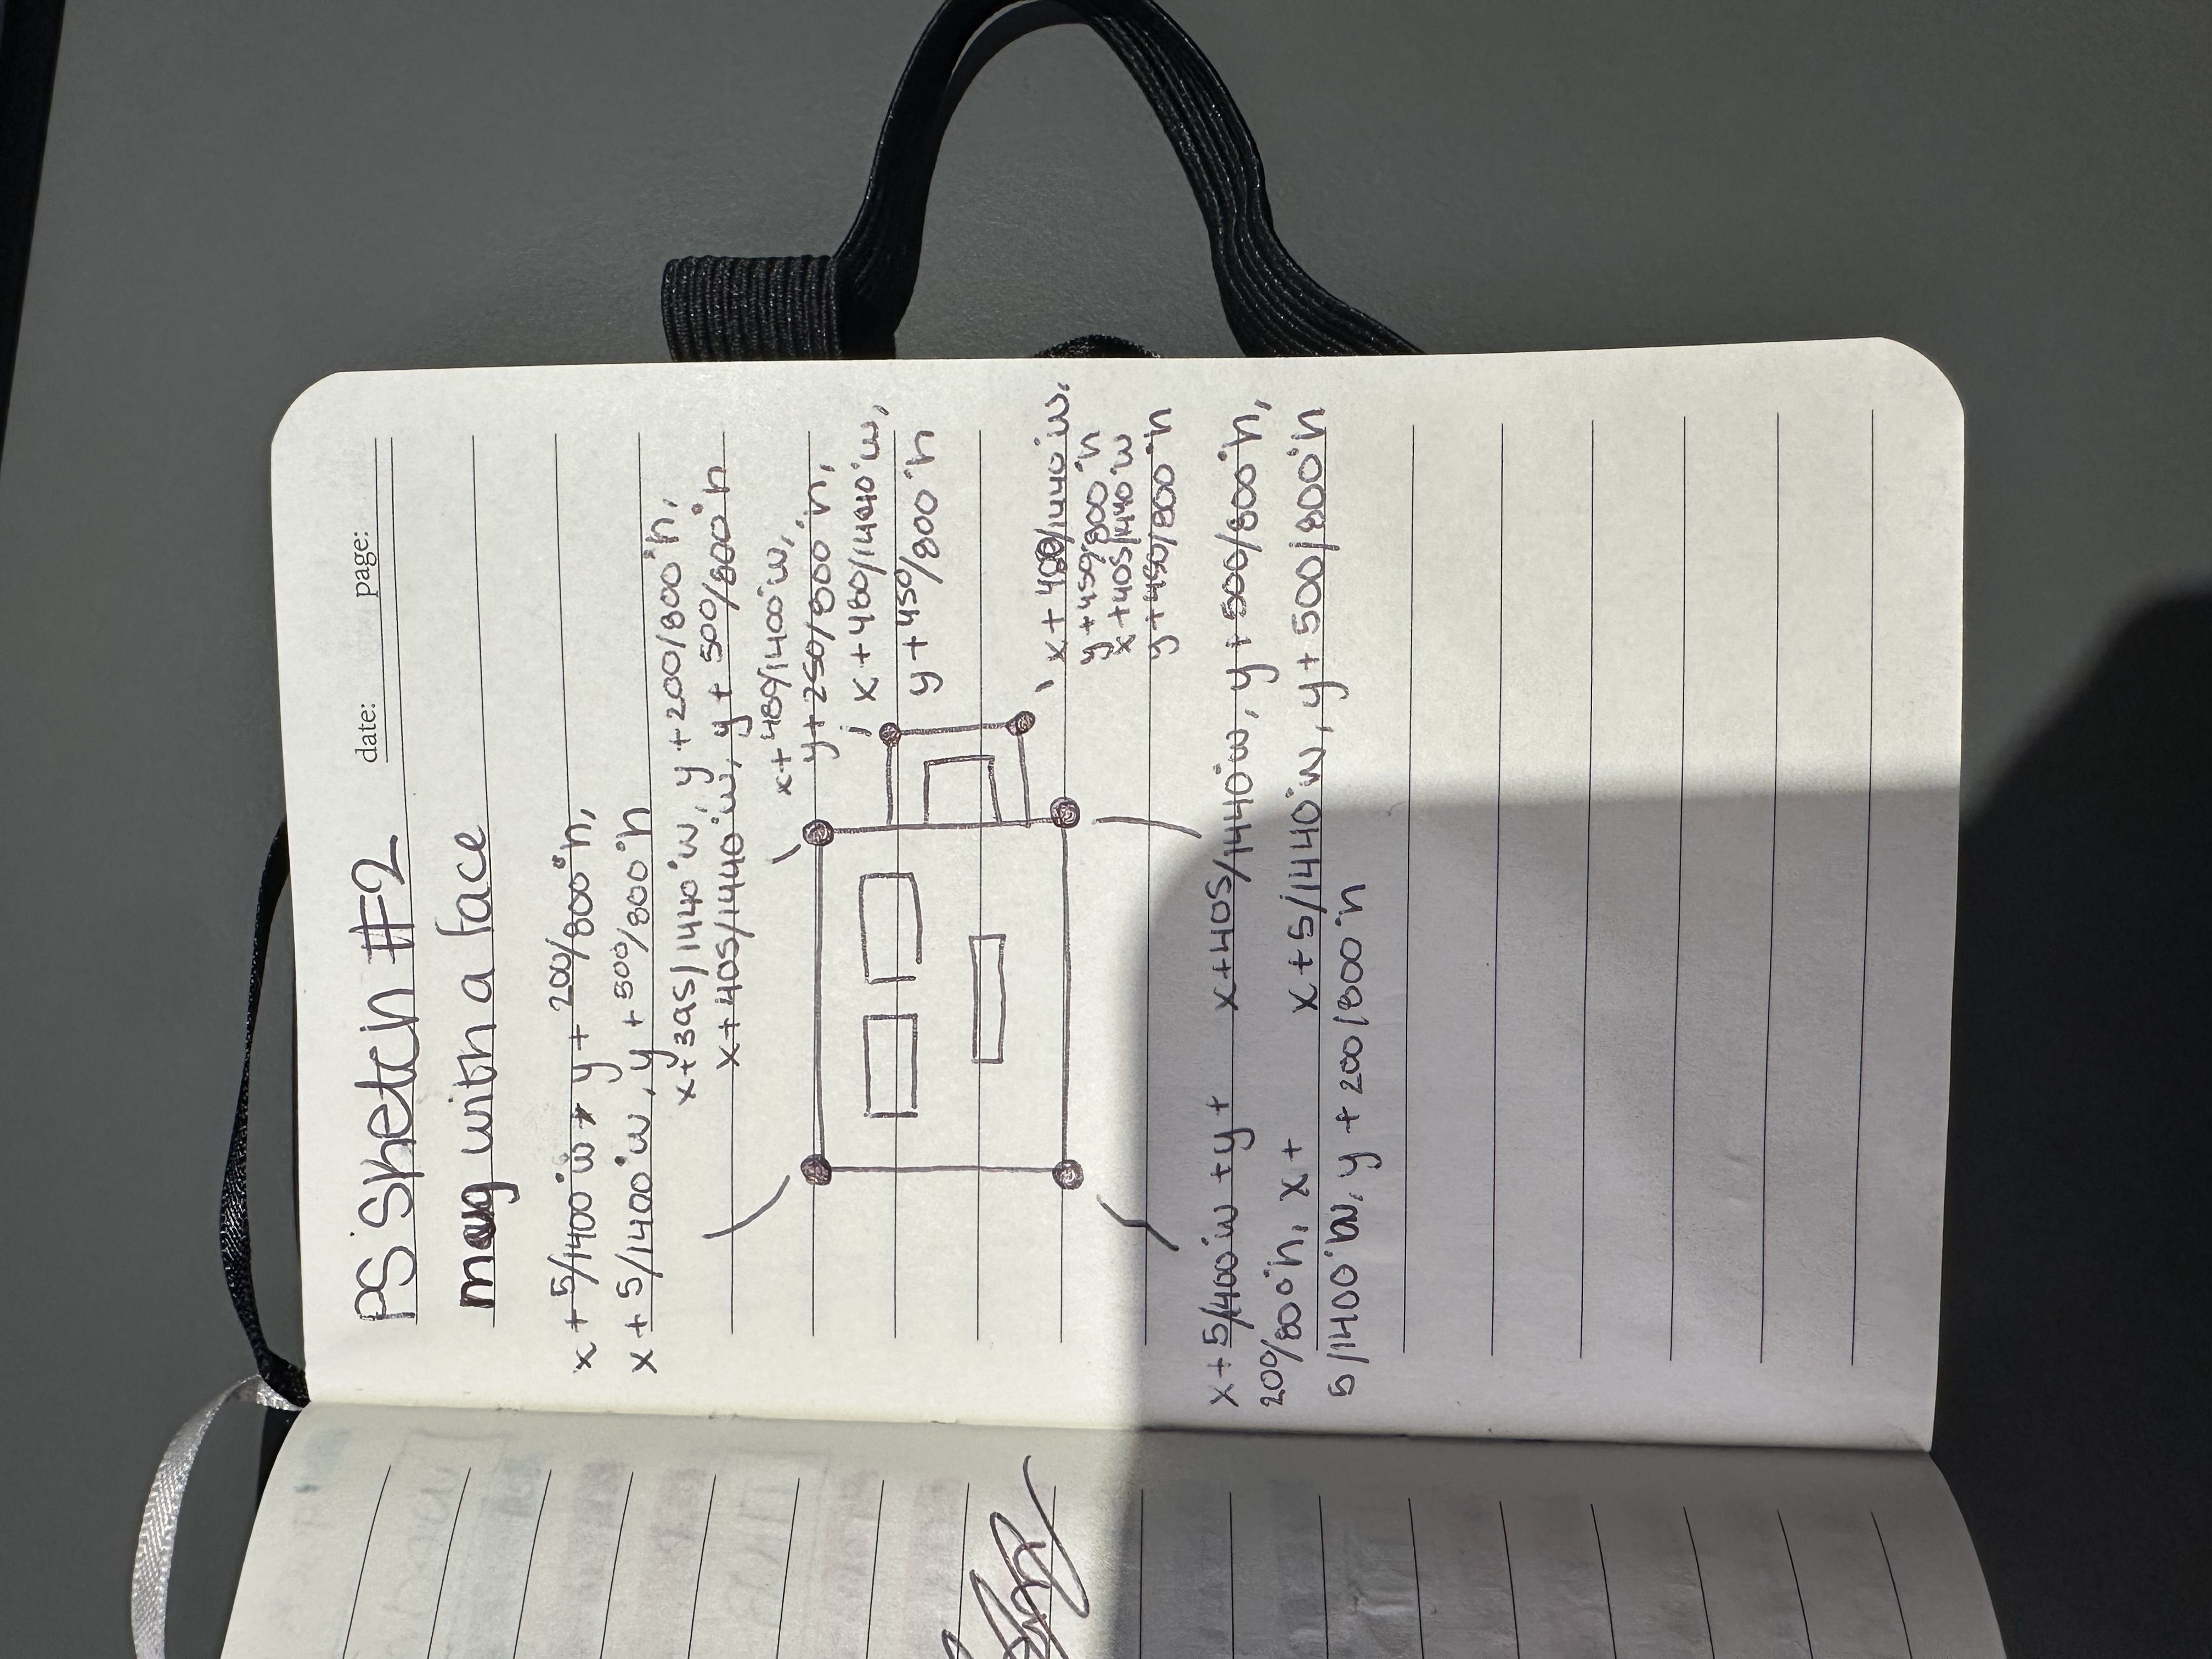 PS Sketch #2
date: page:
mug with a face
x + 5/1400*w + y + 200/800*h,
x + 5/1400*w, y + 500/800*h
x+395/1440*w, y +200/800*h,
x+405/1440*w, y + 500/800*h
x+480/1400*w,
y+250/800*h,
x +480/1440*w,
y +450/800*h
x + 480/1440*w,
y +450/800*h
x +405/1440*w
y +450/800*h
x + 5/1400*w +y +
200/800*h, x +
5/1400*w, y +200/800*h
x+405/1440*w, y+500/800*h,
x+5/1440*w, y+500/800*h